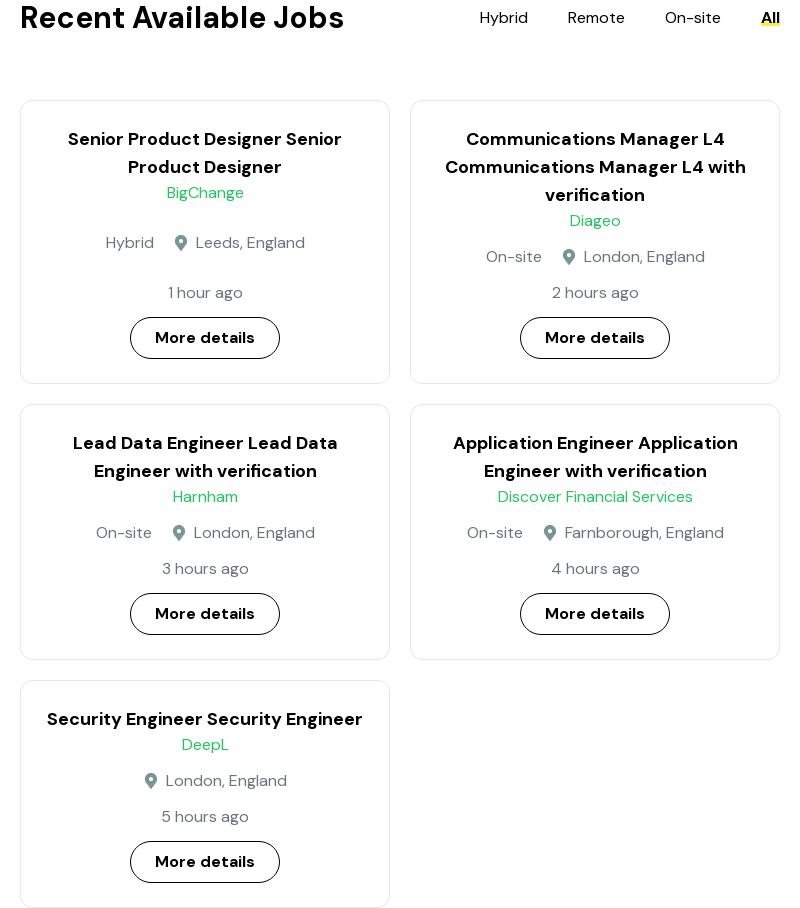 Recent Available Jobs
Hybrid
Remote
On-site
All
Senior Product Designer Senior
Product Designer
BigChange
Hybrid
Leeds, England
1 hour ago
More details
Communications Manager L4
Communications Manager L4 with
verification
Diageo
On-site
London, England
2 hours ago
More details
Lead Data Engineer Lead Data
Engineer with verification
Harnham
On-site
London, England
3 hours ago
More details
Application Engineer Application
Engineer with verification
Discover Financial Services
On-site
Farnborough, England
4 hours ago
More details
Security Engineer Security Engineer
DeepL
London, England
5 hours ago
More details